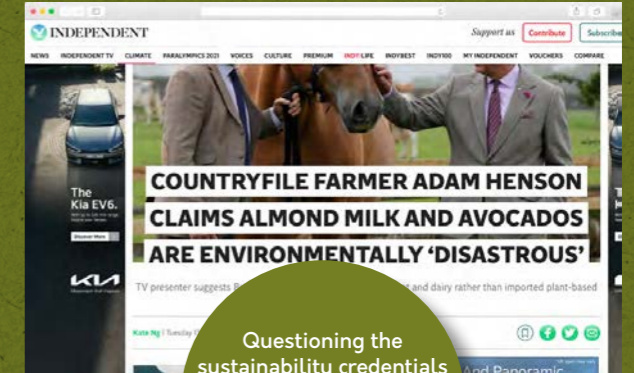 INDEPENDENT
Support us
Contribute
Subscribe
NEWS INDEPENDENT TV CLIMATE PARALYMPICS 2021 VOICES CULTURE PREMIUM INDY/LIFE INDYBEST INDY100 MY INDEPENDENT VOUCHERS COMPARE
COUNTRYFILE FARMER ADAM HENSON
CLAIMS ALMOND MILK AND AVOCADOS
ARE ENVIRONMENTALLY ‘DISASTROUS’
The
Kia EV6.
Discover More
KIA
TV presenter suggests
and dairy rather than imported plant-based
Kate Ng | Tuesday
Questioning the
sustainability credentials
And Panoramic